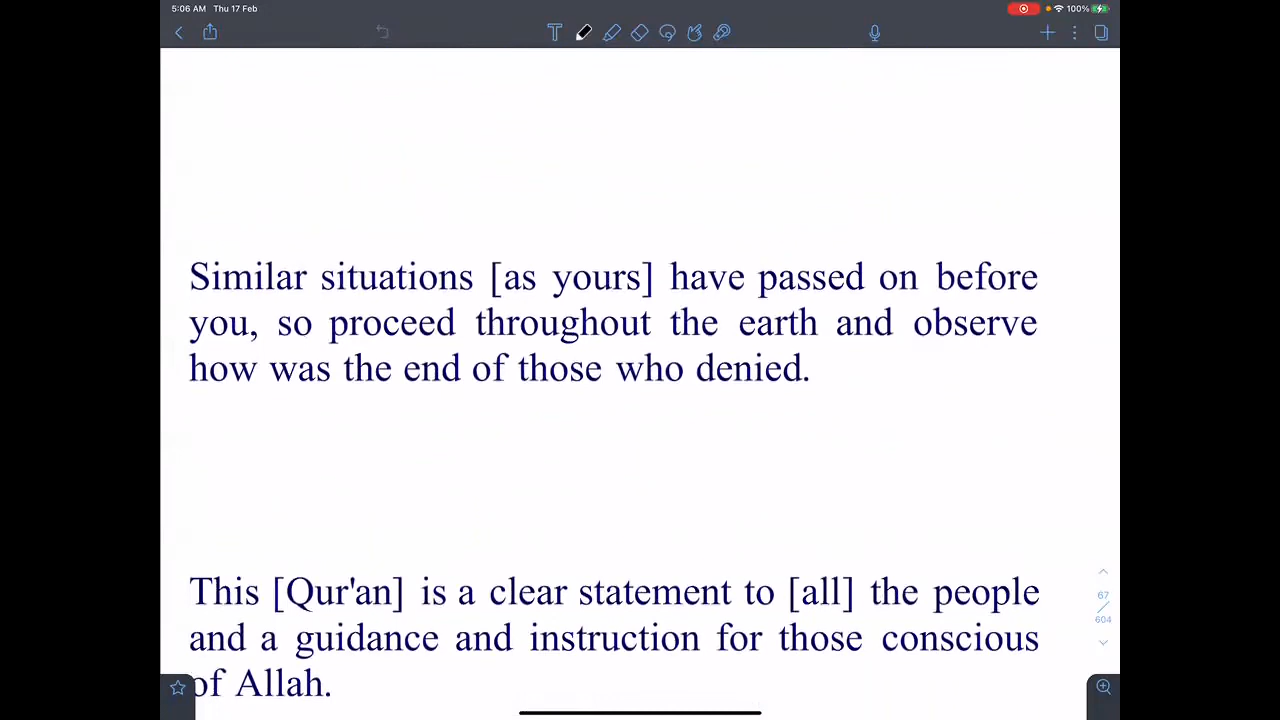 5:06 AM Thu 17 Feb
100%
Similar situations [as yours] have passed on before
you, so proceed throughout the earth and observe
how was the end of those who denied.
This [Qur'an] is a clear statement to [all] the people
and a guidance and instruction for those conscious
of Allah.
67
604